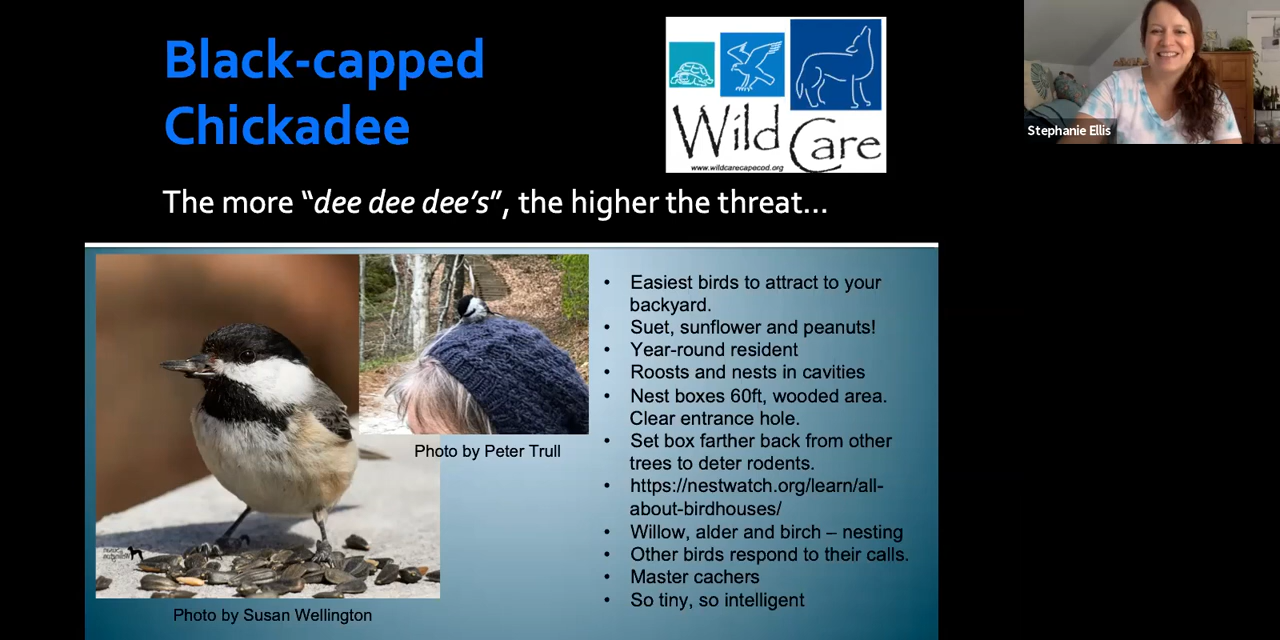 Black-capped
Chickadee
Wild Care
www.wildcarecapecod.org
Stephanie Ellis
The more “dee dee dee’s”, the higher the threat...
• Easiest birds to attract to your
backyard.
• Suet, sunflower and peanuts!
• Year-round resident
• Roosts and nests in cavities
• Nest boxes 60ft, wooded area.
Clear entrance hole.
• Set box farther back from other
trees to deter rodents.
• https://nestwatch.org/learn/all-
about-birdhouses/
• Willow, alder and birch – nesting
• Other birds respond to their calls.
• Master cachers
• So tiny, so intelligent
Photo by Peter Trull
Photo by Susan Wellington